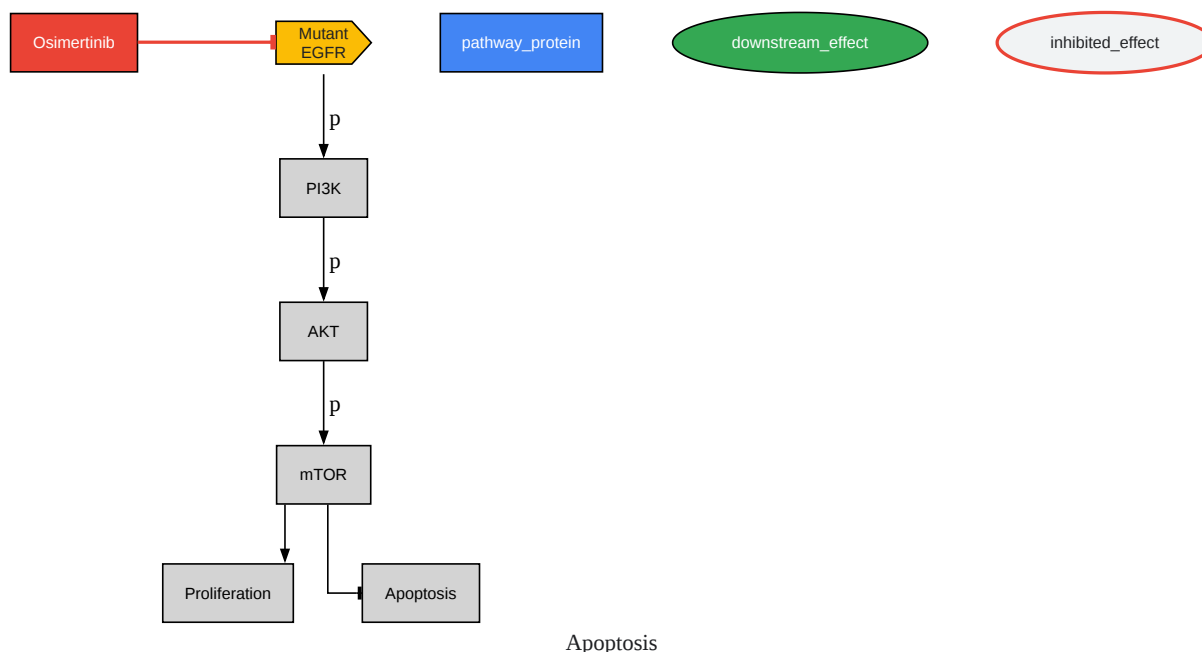 Osimertinib
Mutant
EGFR
pathway_protein
downstream_effect
inhibited_effect
p
PI3K
p
AKT
p
mTOR
Proliferation
Apoptosis
Apoptosis